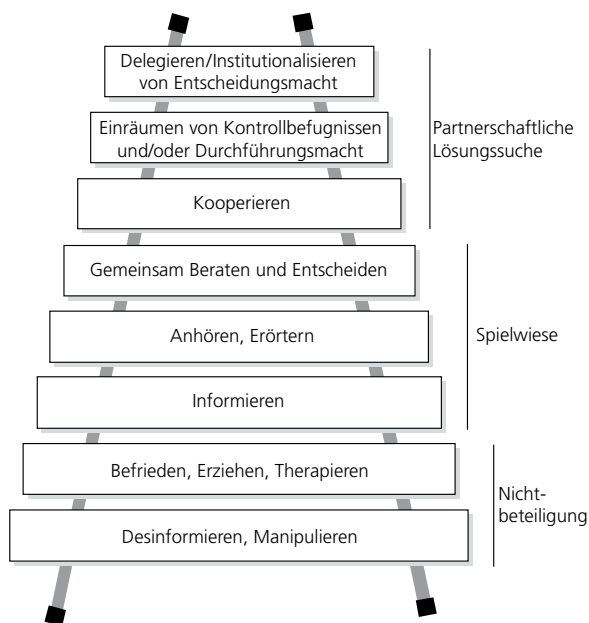 Delegieren/Institutionalisieren
von Entscheidungsmacht
Einräumen von Kontrollbefugnissen
und/oder Durchführungsmacht
Partnerschaftliche
Lösungssuche
Kooperieren
Gemeinsam Beraten und Entscheiden
Anhören, Erörtern
Spielwiese
Informieren
Befrieden, Erziehen, Therapieren
Nicht-
beteiligung
Desinformieren, Manipulieren